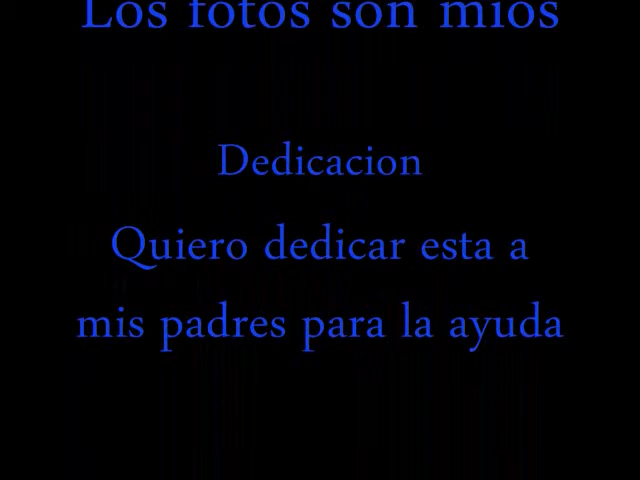 Los fotos son mios
Dedicacion
Quiero dedicar esta a
mis padres para la ayuda